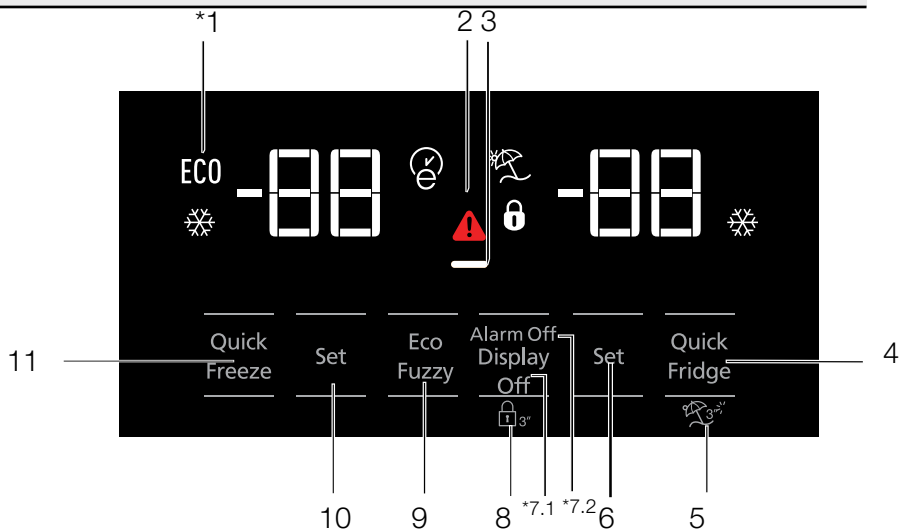 *1 2 3
ECO -88 e -88
Quick Freeze
Set
Eco Fuzzy
Alarm Off
Display Off
Set
Quick Fridge
11 4
3" 3"
10 9 8 *7.1 *7.2 6 5